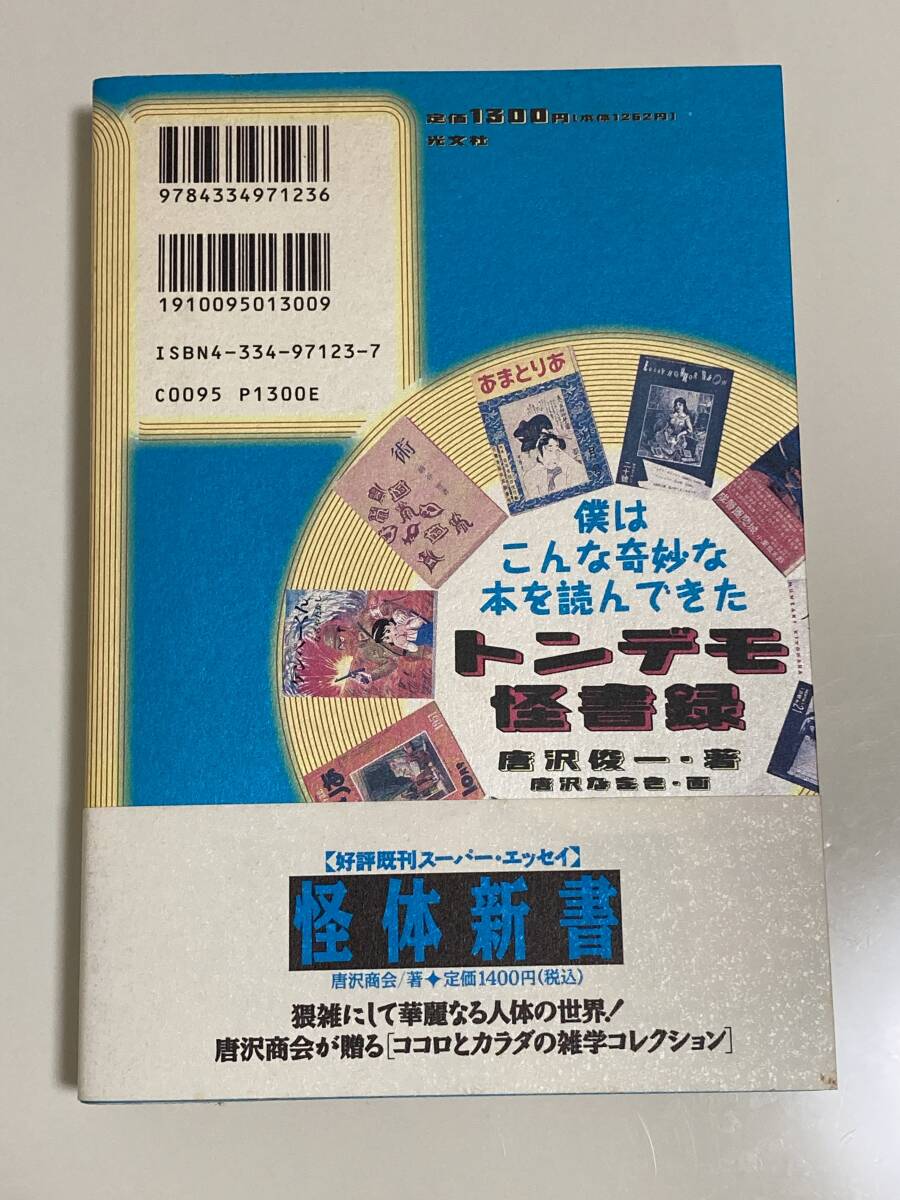 9784334971236
1910095013009
ISBN4-334-97123-7
C0095 P1300E
定価1300円[本体1262円]
光文社
あまとりあ
術
僕は
こんな奇妙な
本を読んできた
トンデモ
怪書録
唐沢俊一・著
唐沢なをき・画
【好評既刊スーパー・エッセイ】
怪体新書
唐沢商会/著✦定価1400円(税込)
猥雑にして華麗なる人体の世界!
唐沢商会が贈る[ココロとカラダの雑学コレクション]